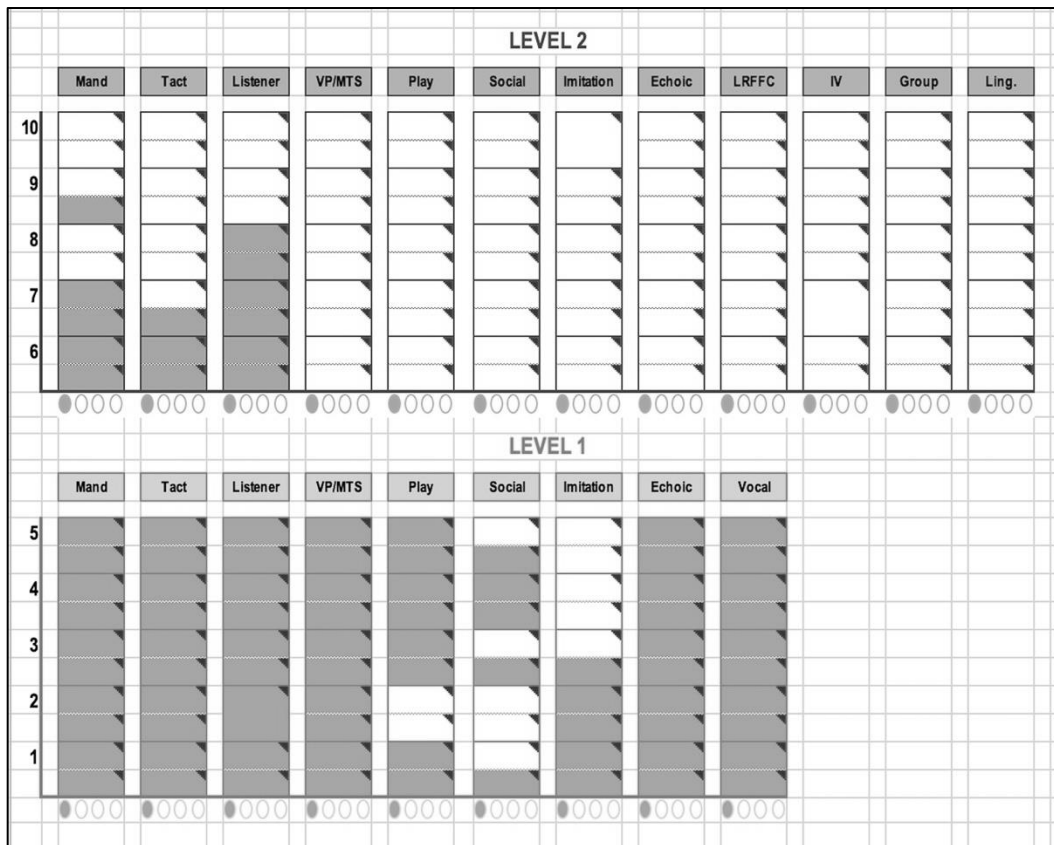 LEVEL 2
Mand Tact Listener VP/MTS Play Social Imitation Echoic LRFFC IV Group Ling.
10
9
8
7
6
LEVEL 1
Mand Tact Listener VP/MTS Play Social Imitation Echoic Vocal
5
4
3
2
1